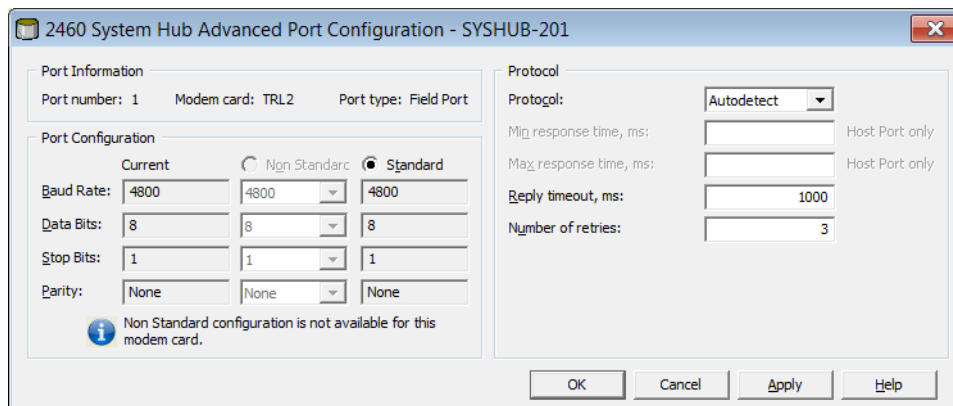 2460 System Hub Advanced Port Configuration - SYSHUB-201
Port Information
Port number: 1 Modem card: TRL2 Port type: Field Port
Port Configuration
Current Non Standarc Standard
Baud Rate: 4800 4800 4800
Data Bits: 8 8 8
Stop Bits: 1 1 1
Parity: None None None
Non Standard configuration is not available for this
modem card.
Protocol
Protocol: Autodetect
Min response time, ms: Host Port only
Max response time, ms: Host Port only
Reply timeout, ms: 1000
Number of retries: 3
OK Cancel Apply Help